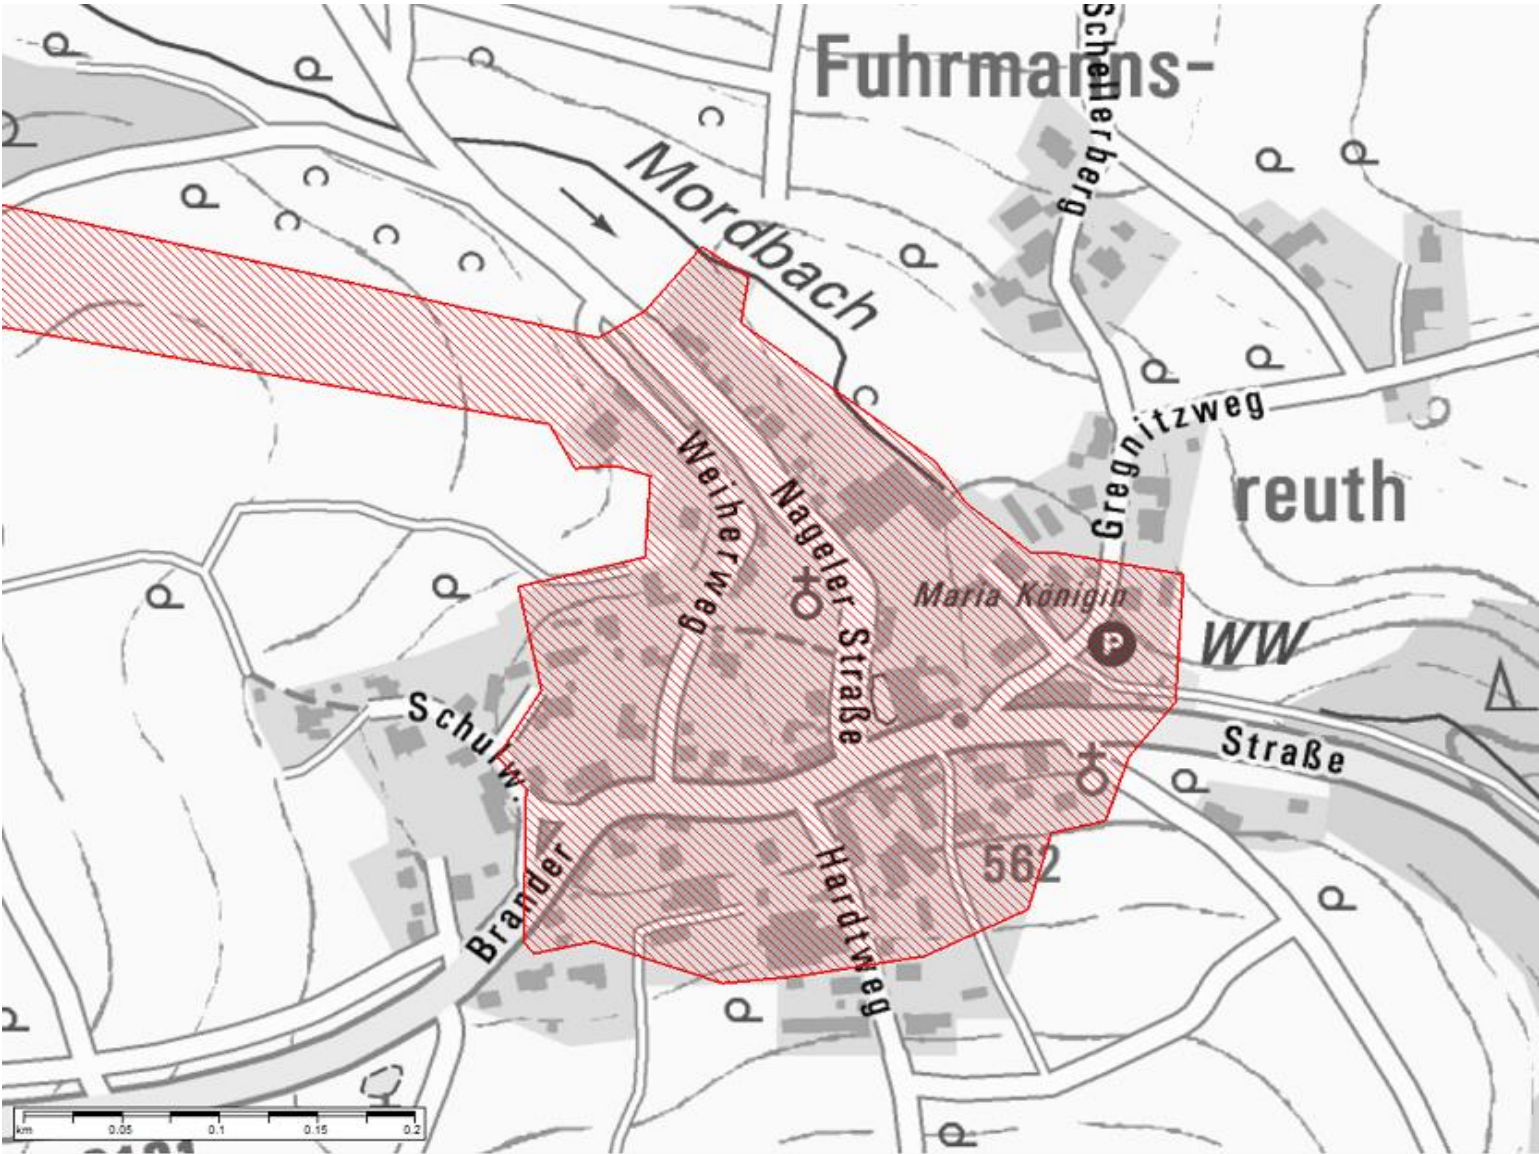 Schellerberg
Fuhrmanns-
Mordbach
Gregnitzweg
reuth
Weiherweg
Nageler Straße
Maria Königin
P
WW
Schulw.
Straße
562
Brander
Hardtweg
km 0.05 0.1 0.15 0.2